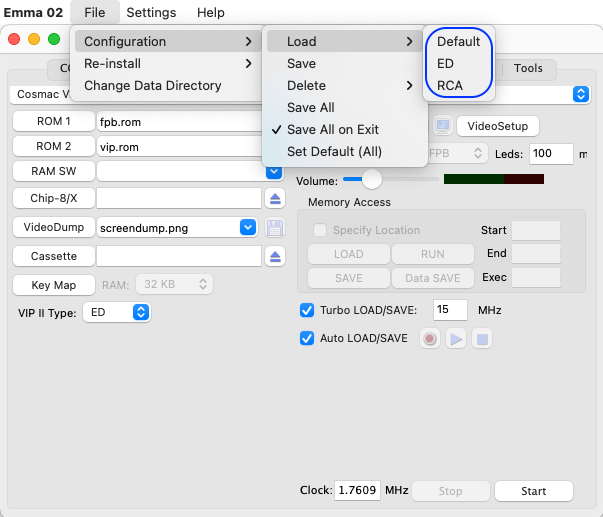 Emma 02 File Settings Help
Configuration
Re-install
Change Data Directory
Load
Save
Delete
Save All
✓ Save All on Exit
Set Default (All)
Default
ED
RCA
Tools
Cosmac
ROM 1 fpb.rom
ROM 2 vip.rom
RAM SW
Chip-8/X
VideoDump screendump.png
Cassette
Key Map RAM: 32 KB
VIP II Type: ED
VideoSetup
FPB Leds: 100
Volume:
Memory Access
Specify Location Start
LOAD RUN End
SAVE Data SAVE Exec
Turbo LOAD/SAVE: 15 MHz
Auto LOAD/SAVE
Clock: 1.7609 MHz Stop Start